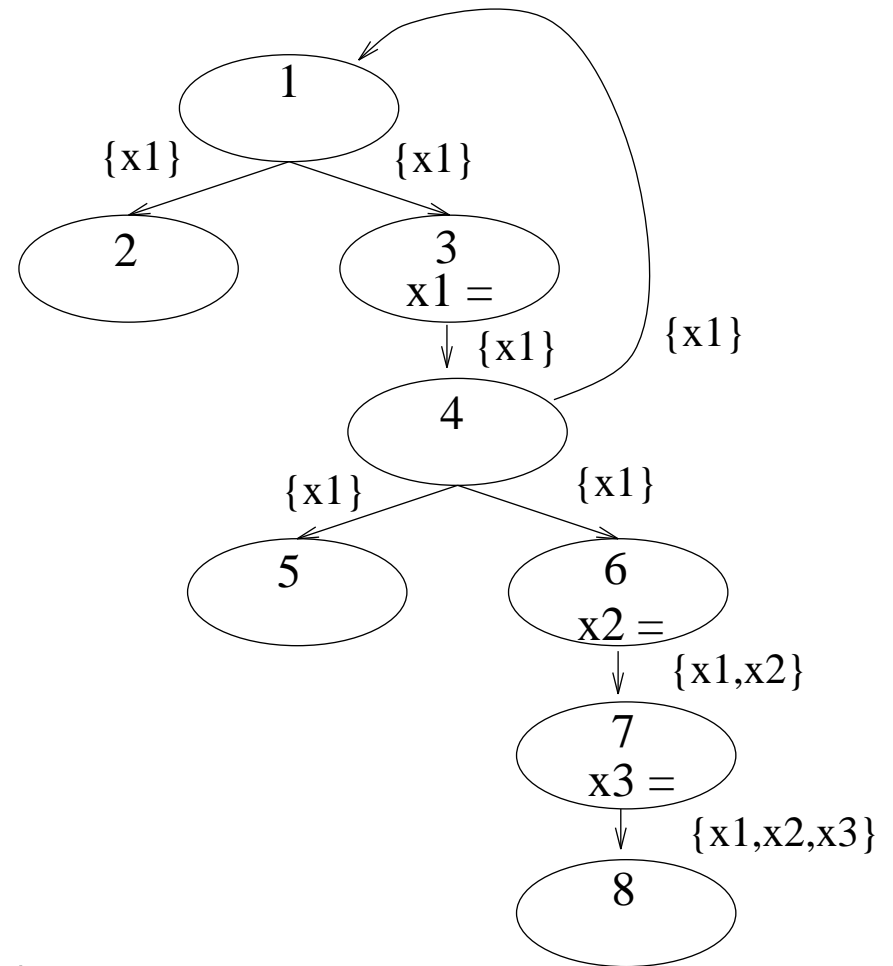 1
{x1}
{x1}
2
3
x1 =
{x1}
{x1}
4
{x1}
{x1}
5
6
x2 =
{x1,x2}
7
x3 =
{x1,x2,x3}
8